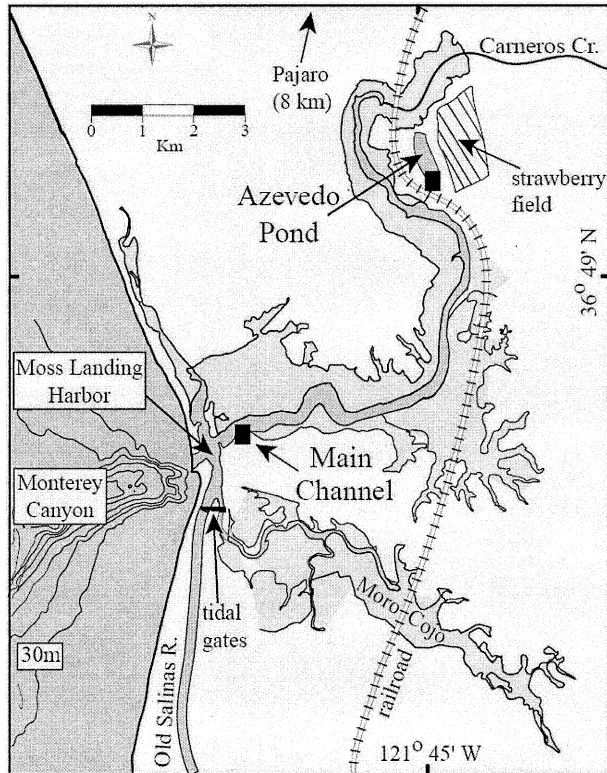 N
Pajaro
(8 km)
Carneros Cr.
0 1 2 3
Km
strawberry
field
Azevedo
Pond
36° 49' N
Moss Landing
Harbor
Main
Channel
Monterey
Canyon
tidal
gates
Moro-Cojo
30m
Old Salinas R.
railroad
121° 45' W